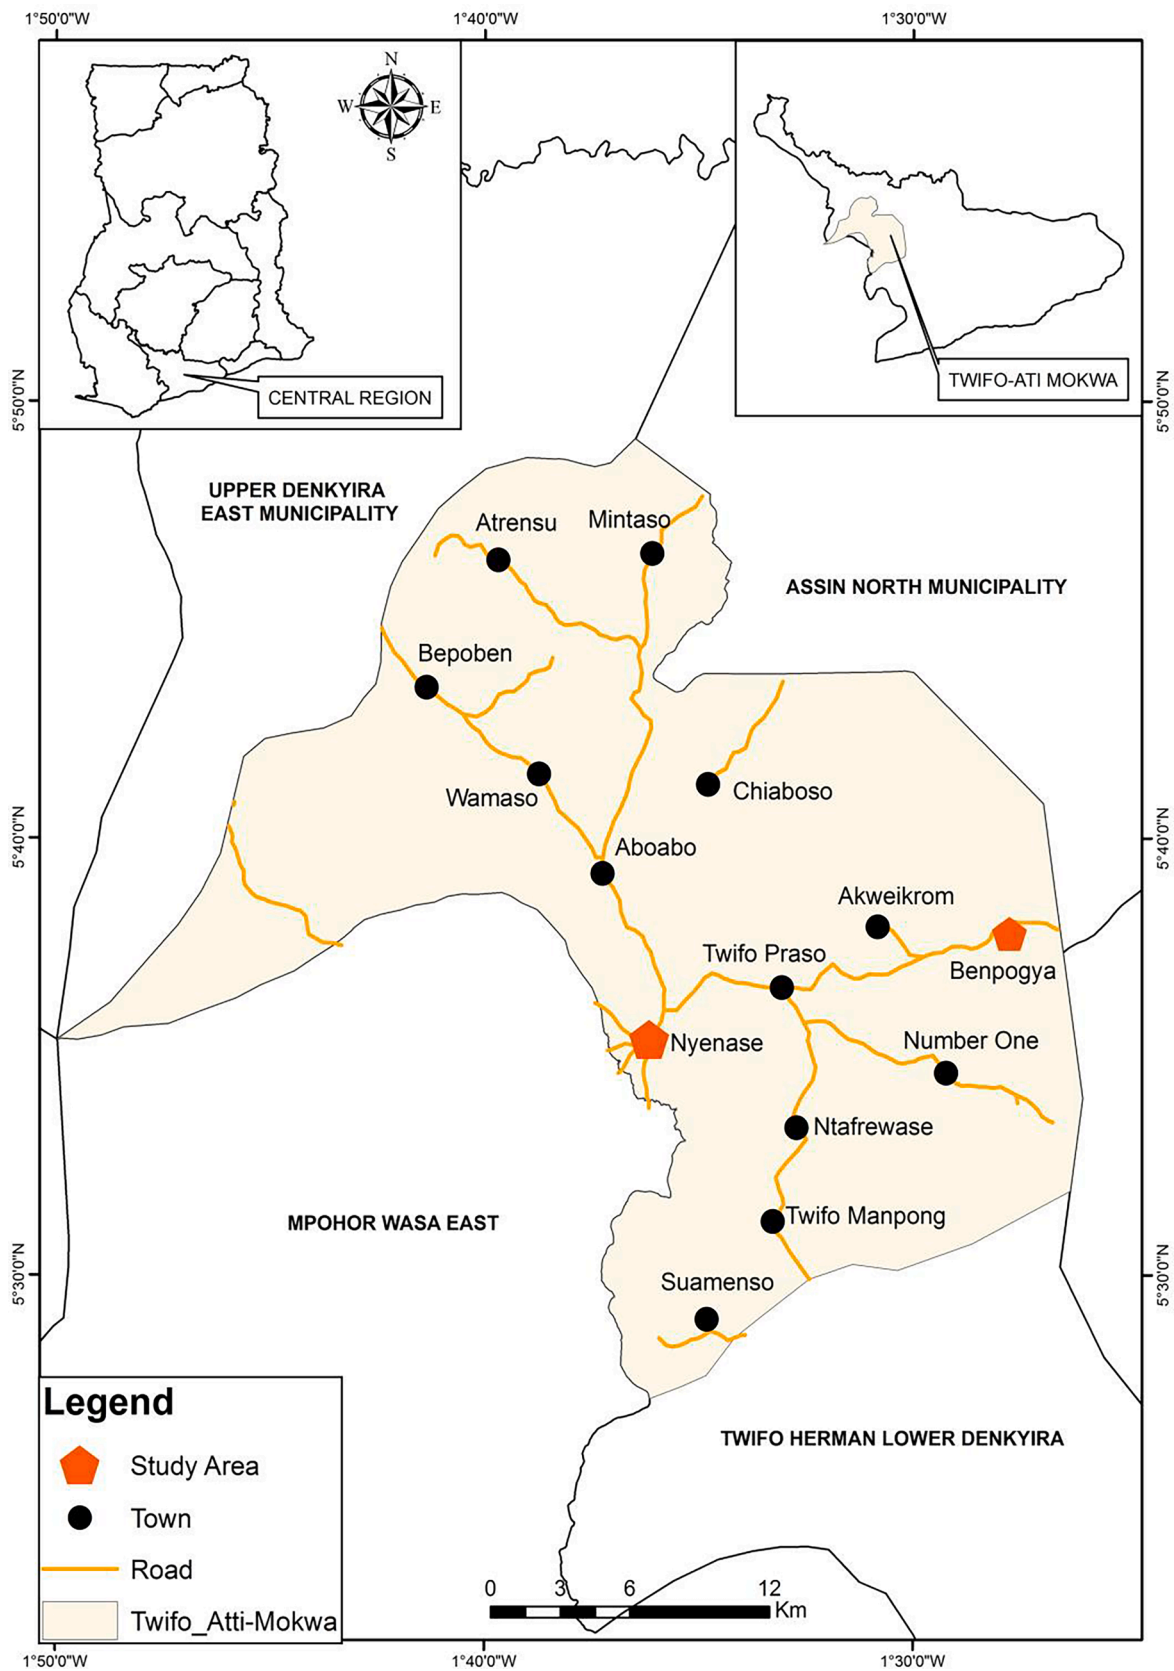 1°50'0"W 1°40'0"W 1°30'0"W
N
W E
S
CENTRAL REGION
TWIFO-ATI MOKWA
5°50'0"N 5°50'0"N
UPPER DENKYIRA
EAST MUNICIPALITY
Atrensu Mintaso
ASSIN NORTH MUNICIPALITY
Bepoben
Wamaso Chiaboso
5°40'0"N 5°40'0"N
Aboabo
Akweikrom
Twifo Praso
Benpogya
Nyenase Number One
Ntafrewase
MPOHOR WASA EAST
Twifo Manpong
5°30'0"N 5°30'0"N
Suamenso
Legend
TWIFO HERMAN LOWER DENKYIRA
Study Area
Town
Road
Twifo_Atti-Mokwa
0 3 6 12
Km
1°50'0"W 1°40'0"W 1°30'0"W